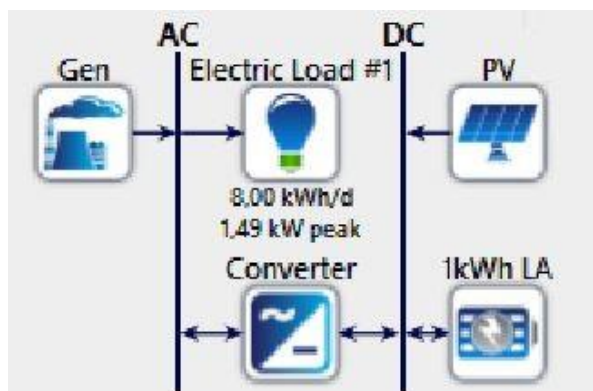 AC DC
Gen Electric Load #1 PV
8,00 kWh/d
1,49 kW peak
Converter 1kWh LA